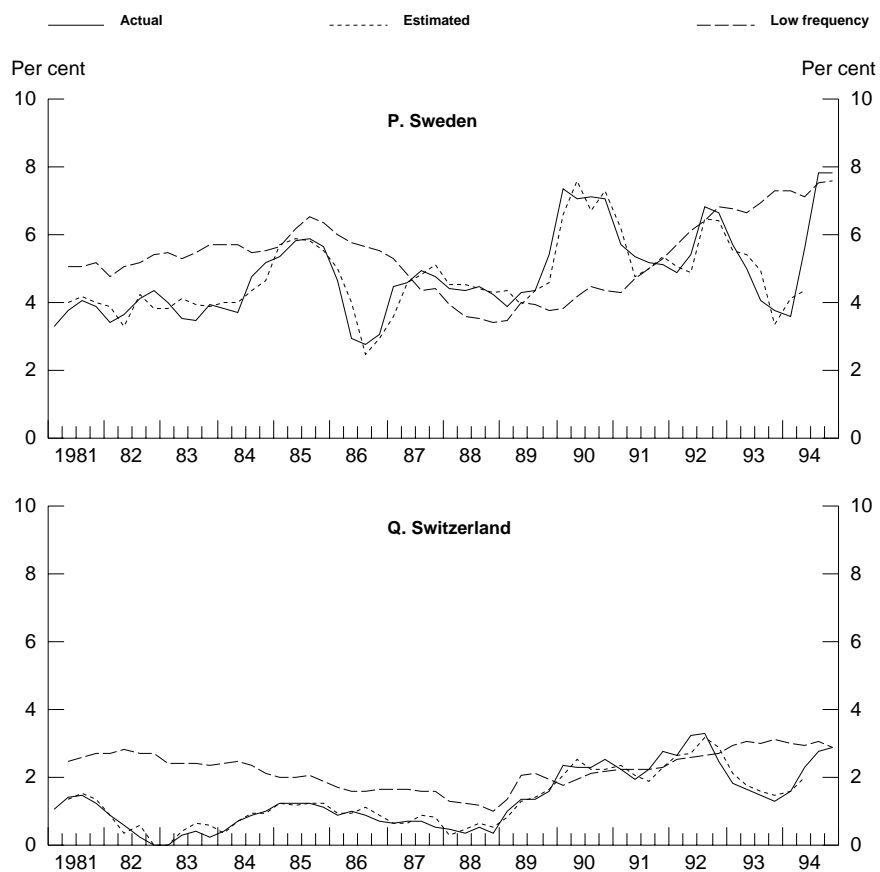 Actual Estimated Low frequency
Per cent Per cent
10 10
P. Sweden
8 8
6 6
4 4
2 2
0 0
1981 82 83 84 85 86 87 88 89 90 91 92 93 94
10 10
Q. Switzerland
8 8
6 6
4 4
2 2
0 0
1981 82 83 84 85 86 87 88 89 90 91 92 93 94